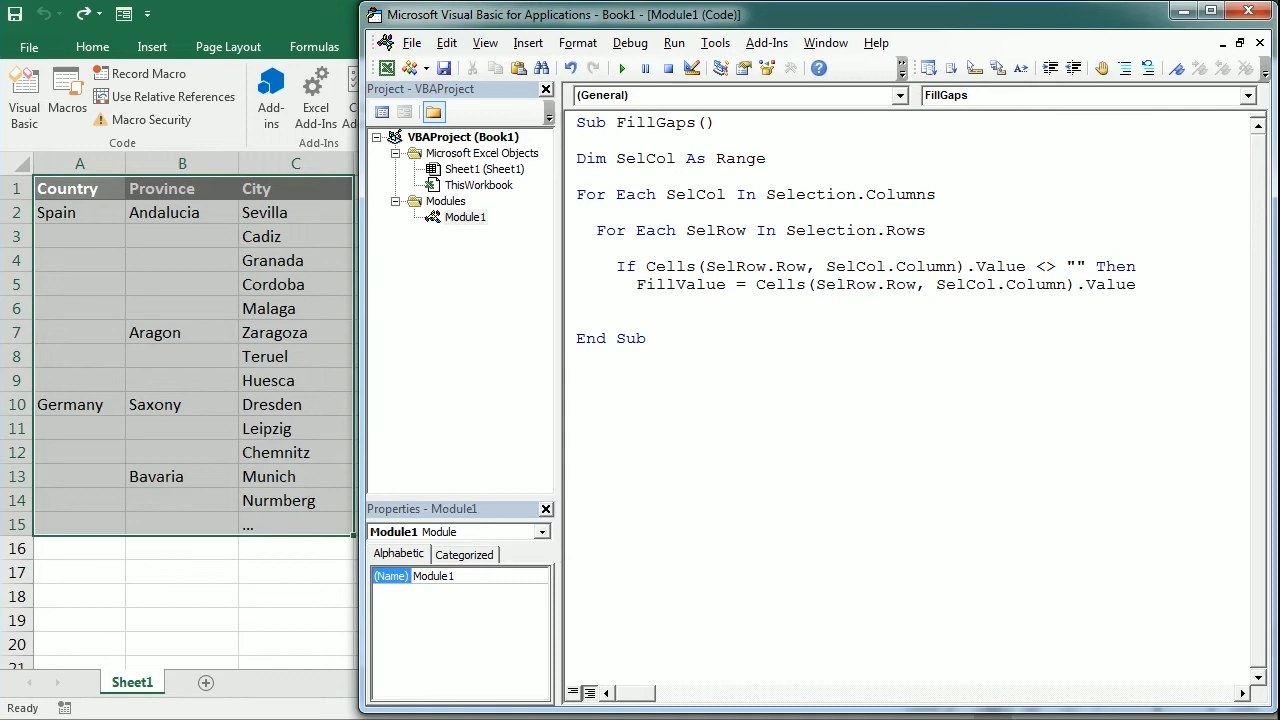 Microsoft Visual Basic for Applications - Book1 - [Module1 (Code)]
File Home Insert Page Layout Formulas
File Edit View Insert Format Debug Run Tools Add-Ins Window Help
Visual Basic
Macros
Record Macro
Use Relative References
Macro Security
Code
Add-ins
Excel Add-Ins
Add-Ins
Project - VBAProject
VBAProject (Book1)
Microsoft Excel Objects
Sheet1 (Sheet1)
ThisWorkbook
Modules
Module1
Properties - Module1
Module1 Module
Alphabetic Categorized
(Name) Module1
(General) FillGaps
Sub FillGaps()
Dim SelCol As Range
For Each SelCol In Selection.Columns
For Each SelRow In Selection.Rows
If Cells(SelRow.Row, SelCol.Column).Value <> "" Then
FillValue = Cells(SelRow.Row, SelCol.Column).Value
End Sub
A B C
1 Country Province City
2 Spain Andalucia Sevilla
3 Cadiz
4 Granada
5 Cordoba
6 Malaga
7 Aragon Zaragoza
8 Teruel
9 Huesca
10 Germany Saxony Dresden
11 Leipzig
12 Chemnitz
13 Bavaria Munich
14 Nurmberg
15 ...
16
17
18
19
20
21
Sheet1
Ready